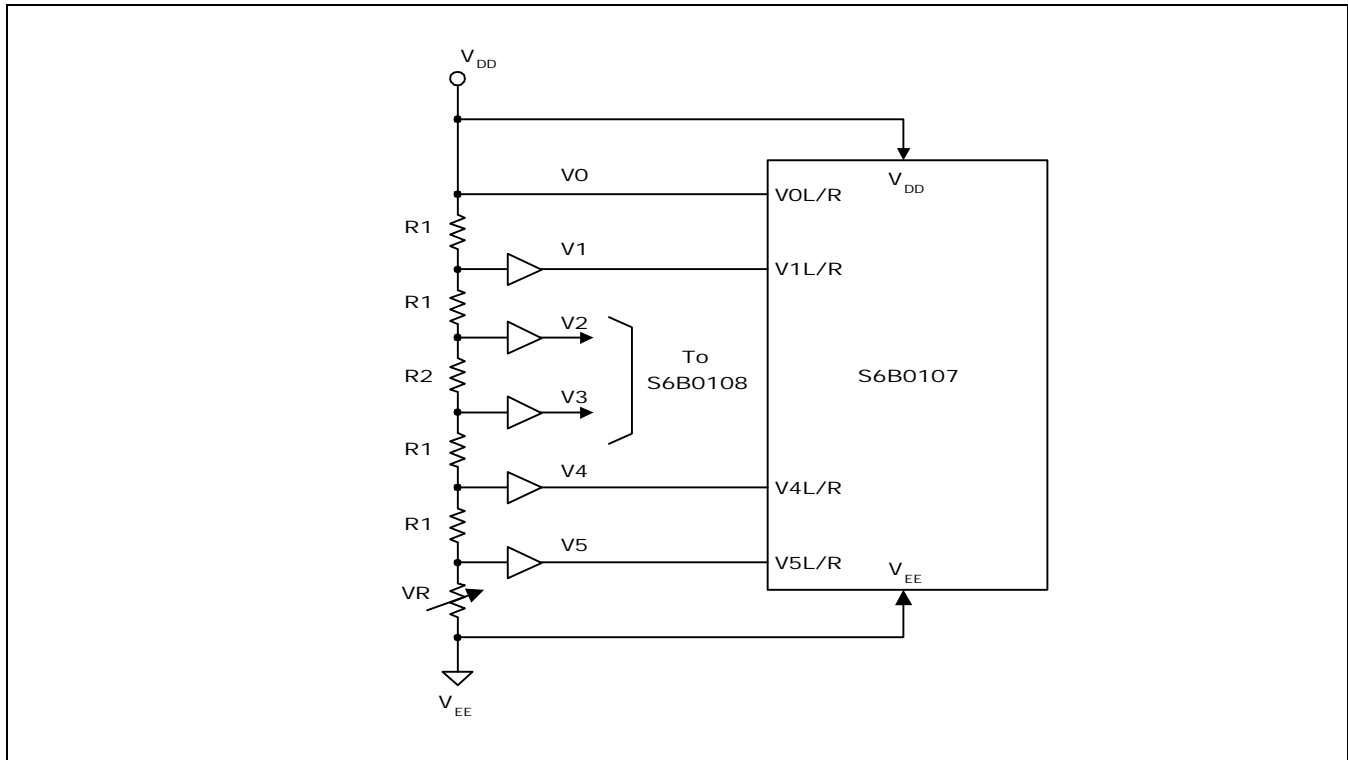 VDD
V0
V0L/R
VDD
R1
V1
V1L/R
R1
V2
To
S6B0108
R2
S6B0107
V3
R1
V4
V4L/R
R1
V5
V5L/R
VEE
VR
VEE